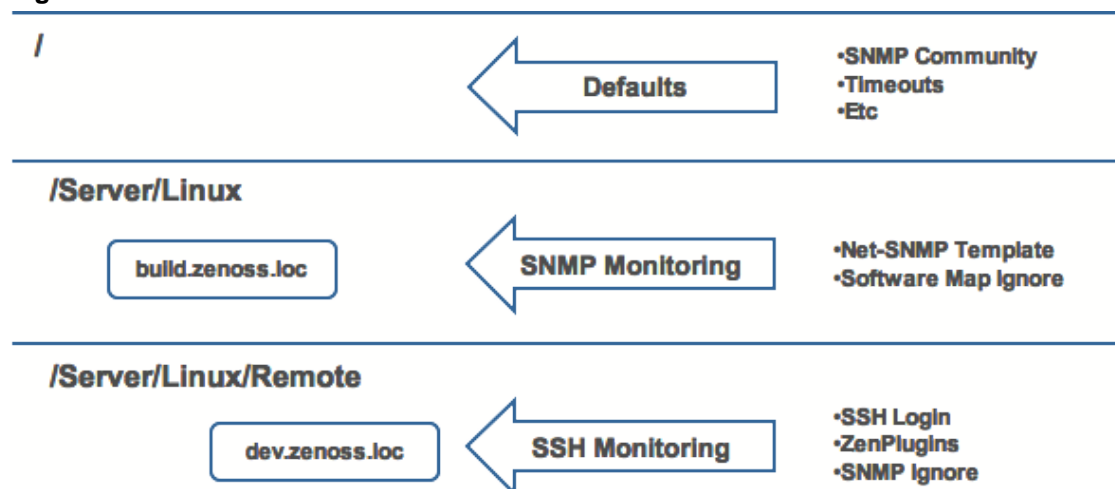 /
Defaults
•SNMP Community
•Timeouts
•Etc
/Server/Linux
build.zenoss.loc
SNMP Monitoring
•Net-SNMP Template
•Software Map Ignore
/Server/Linux/Remote
dev.zenoss.loc
SSH Monitoring
•SSH Login
•ZenPlugins
•SNMP Ignore